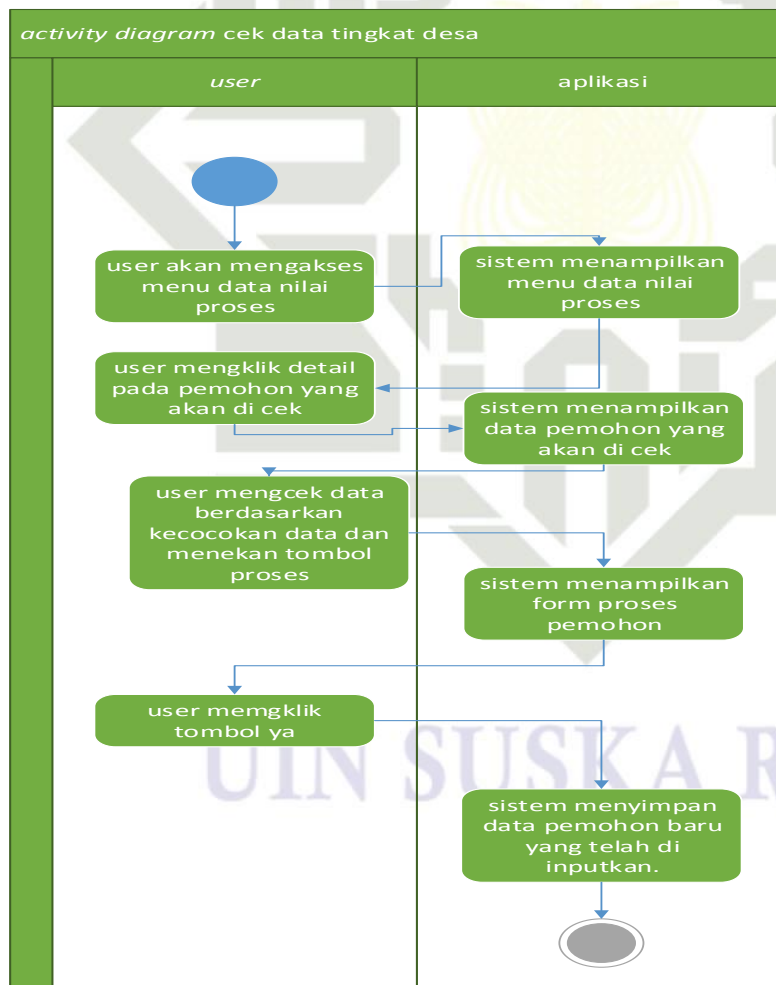 activity diagram cek data tingkat desa
user
aplikasi
user akan mengakses
menu data nilai
proses
sistem menampilkan
menu data nilai
proses
user mengklik detail
pada pemohon yang
akan di cek
sistem menampilkan
data pemohon yang
akan di cek
user mengcek data
berdasarkan
kecocokan data dan
menekan tombol
proses
sistem menampilkan
form proses
pemohon
user memgklik
tombol ya
UIN SUSKA R
sistem menyimpan
data pemohon baru
yang telah di
inputkan.